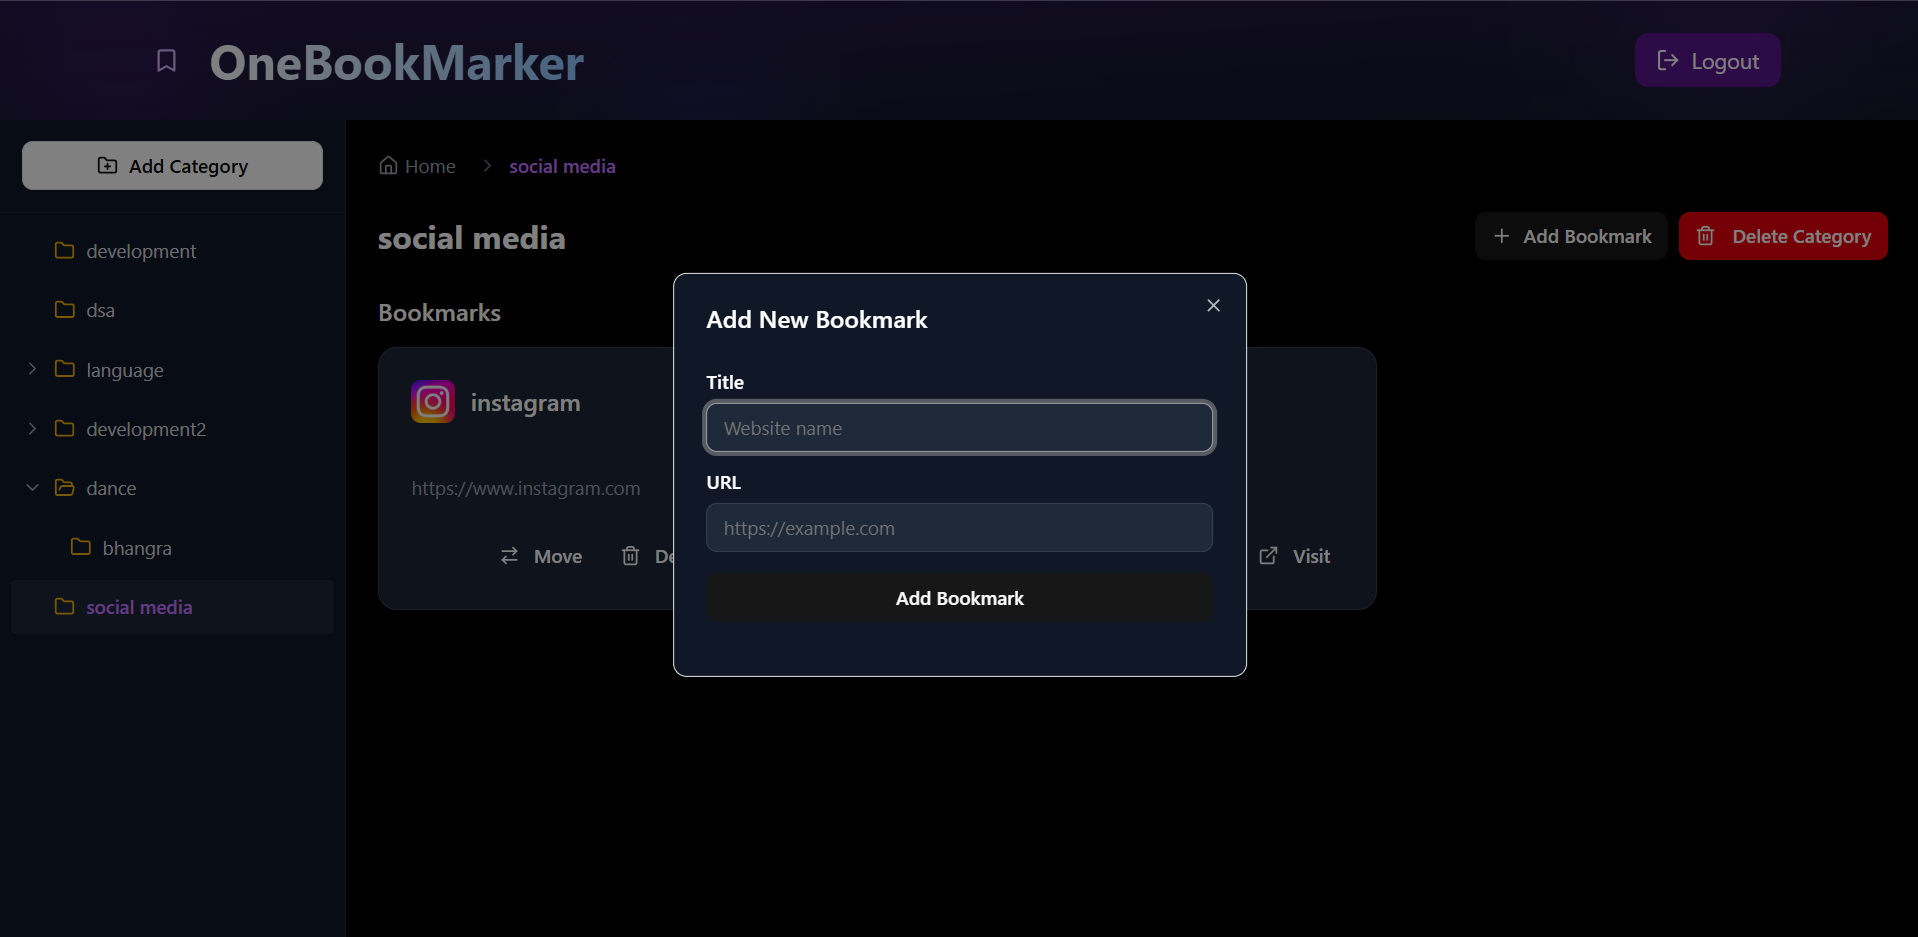 OneBookMarker
Logout
Add Category
development
dsa
language
development2
dance
bhangra
social media
Home
social media
social media
Add Bookmark
Delete Category
Bookmarks
instagram
https://www.instagram.com
Move
Visit
Add New Bookmark
Title
Website name
URL
https://example.com
Add Bookmark